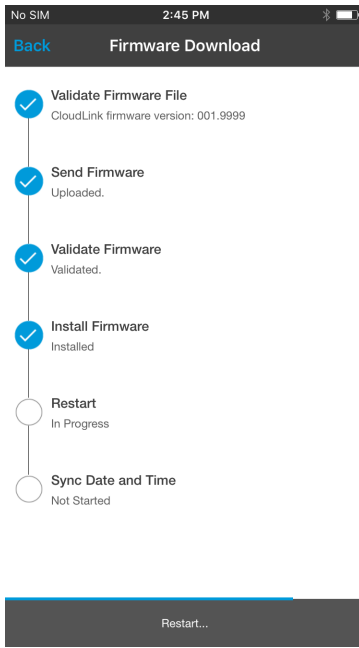 No SIM 2:45 PM
Back Firmware Download
Validate Firmware File
CloudLink firmware version: 001.9999
Send Firmware
Uploaded.
Validate Firmware
Validated.
Install Firmware
Installed
Restart
In Progress
Sync Date and Time
Not Started
Restart...